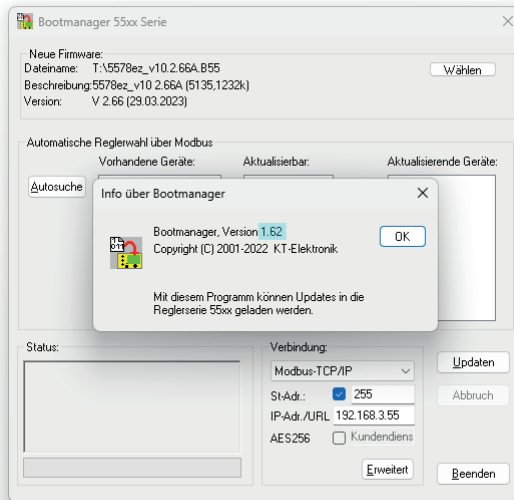 Bootmanager 55xx Serie
Neue Firmware:
Dateiname: T:\5578ez_v10.2.66A.B55
Wählen
Beschreibung:5578ez_v10 2.66A (5135,1232k)
Version: V 2.66 (29.03.2023)
Automatische Reglerwahl über Modbus
Vorhandene Geräte: Aktualisierbar: Aktualisierende Geräte:
Autosuche
Info über Bootmanager
Bootmanager, Version 1.62
OK
Copyright (C) 2001-2022 KT-Elektronik
Mit diesem Programm können Updates in die
Reglerserie 55xx geladen werden.
Status:
Verbindung:
Modbus-TCP/IP
St-Adr.: 255
IP-Adr./URL 192.168.3.55
AES256 Kundendiens
Erweitert
Updaten
Abbruch
Beenden